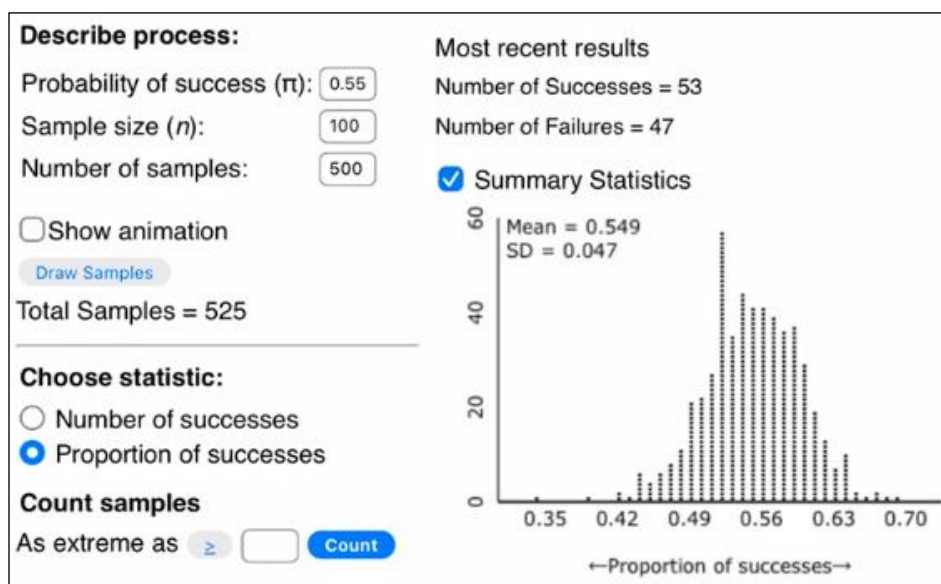 Describe process:
Probability of success (π): 0.55
Sample size (n): 100
Number of samples: 500
Show animation
Draw Samples
Total Samples = 525
Choose statistic:
Number of successes
Proportion of successes
Count samples
As extreme as ≥ Count
Most recent results
Number of Successes = 53
Number of Failures = 47
Summary Statistics
Mean = 0.549
SD = 0.047
60
40
20
0
0.35 0.42 0.49 0.56 0.63 0.70
←Proportion of successes→